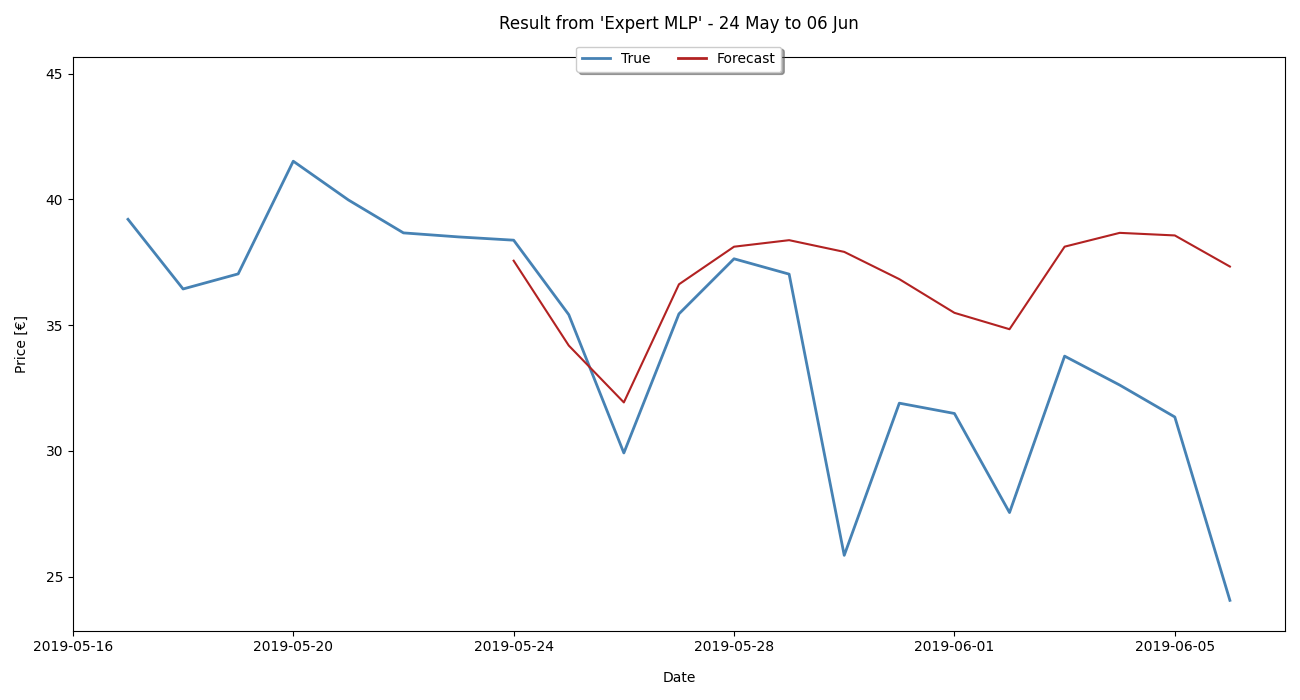 Result from 'Expert MLP' - 24 May to 06 Jun
True Forecast
45
40
35
30
25
Price [€]
2019-05-16 2019-05-20 2019-05-24 2019-05-28 2019-06-01 2019-06-05
Date